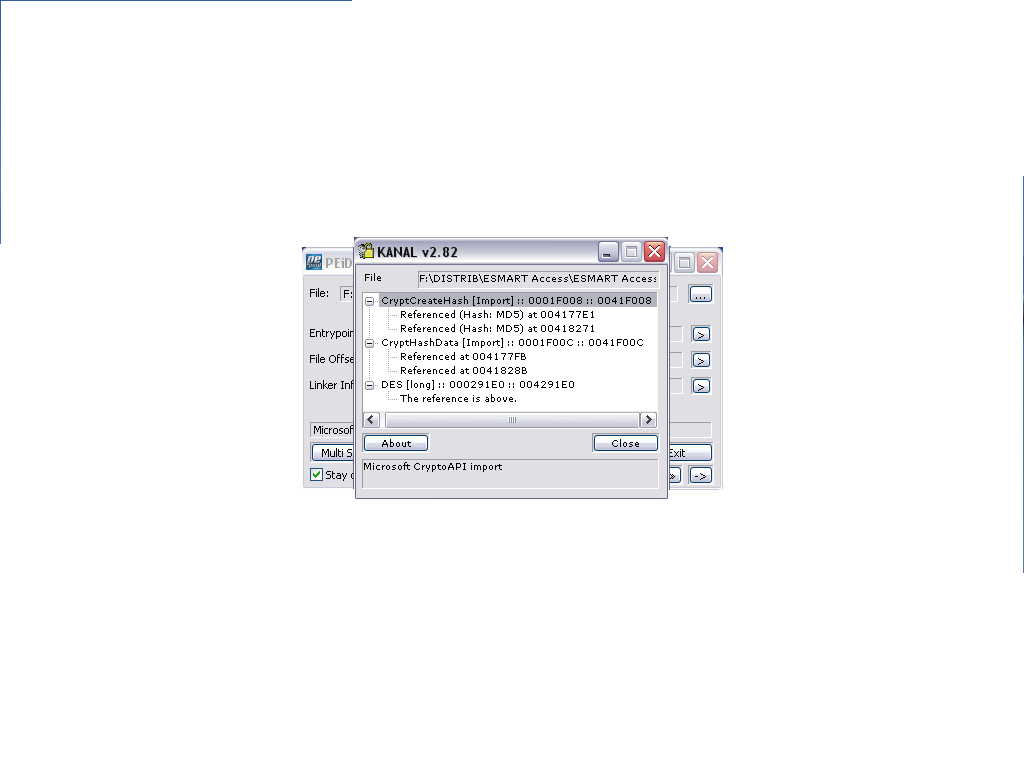 KANAL v2.82
File F:\DISTRIB\ESMART Access\ESMART Access
CryptCreateHash [Import] :: 0001F008 :: 0041F008
Referenced (Hash: MD5) at 004177E1
Referenced (Hash: MD5) at 00418271
CryptHashData [Import] :: 0001F00C :: 0041F00C
Referenced at 004177FB
Referenced at 0041828B
DES [long] :: 000291E0 :: 004291E0
The reference is above.
About Close
Microsoft CryptoAPI import
PEiD
File: F: ...
Entrypoin >
File Offse >
Linker Inf >
Microsof
Multi S Exit
Stay o » ->